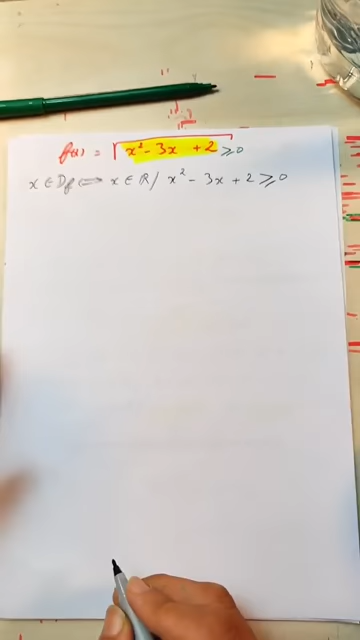 f(x) = √x² - 3x + 2 ≥ 0
x ∈ Df ⟺ x ∈ ℝ / x² - 3x + 2 ≥ 0